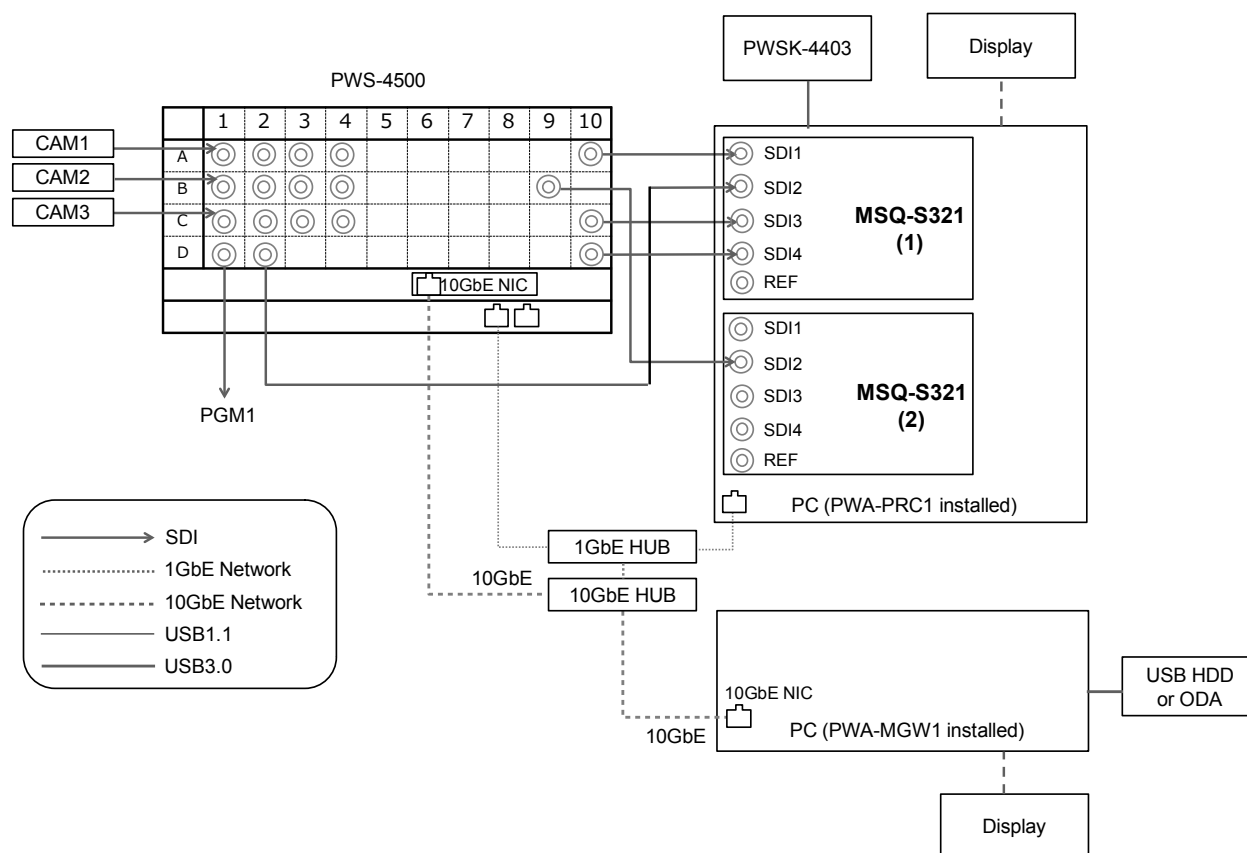 PWS-4500
1 2 3 4 5 6 7 8 9 10
A
B
C
D
CAM1
CAM2
CAM3
10GbE NIC
PGM1
PWSK-4403
Display
SDI1
SDI2
SDI3
SDI4
REF
MSQ-S321
(1)
SDI1
SDI2
SDI3
SDI4
REF
MSQ-S321
(2)
PC (PWA-PRC1 installed)
1GbE HUB
10GbE
10GbE HUB
SDI
1GbE Network
10GbE Network
USB1.1
USB3.0
10GbE NIC
10GbE
PC (PWA-MGW1 installed)
USB HDD
or ODA
Display